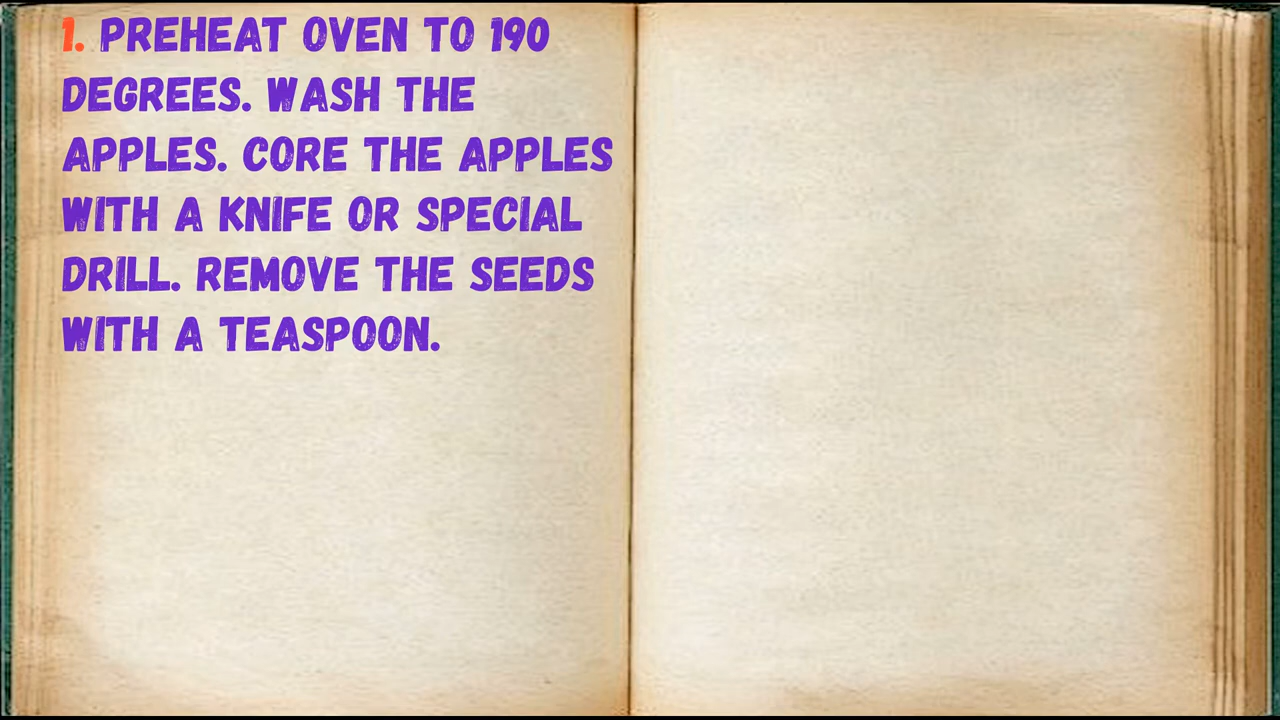 1. PREHEAT OVEN TO 190
DEGREES. WASH THE
APPLES. CORE THE APPLES
WITH A KNIFE OR SPECIAL
DRILL. REMOVE THE SEEDS
WITH A TEASPOON.